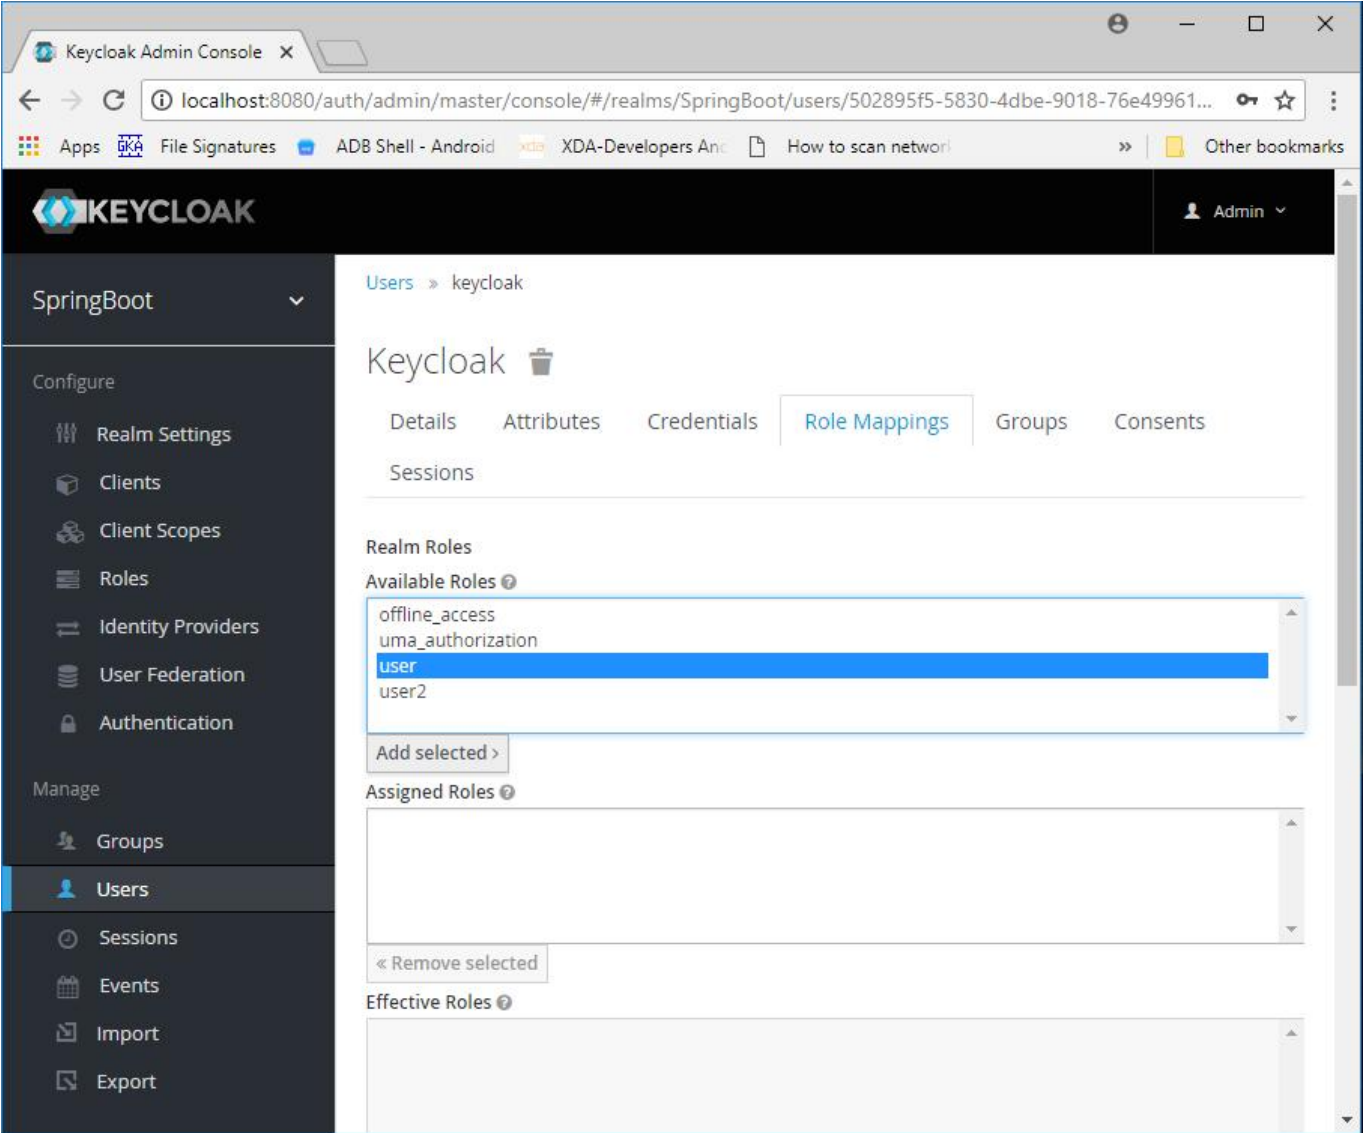 Keycloak Admin Console
localhost:8080/auth/admin/master/console/#/realms/SpringBoot/users/502895f5-5830-4dbe-9018-76e49961...
Apps GKA File Signatures ADB Shell - Android xda XDA-Developers An How to scan networ » Other bookmarks
KEYCLOAK Admin
SpringBoot
Configure
Realm Settings
Clients
Client Scopes
Roles
Identity Providers
User Federation
Authentication
Manage
Groups
Users
Sessions
Events
Import
Export
Users » keycloak
Keycloak
Details Attributes Credentials Role Mappings Groups Consents
Sessions
Realm Roles
Available Roles ?
offline_access
uma_authorization
user
user2
Add selected ›
Assigned Roles ?
« Remove selected
Effective Roles ?